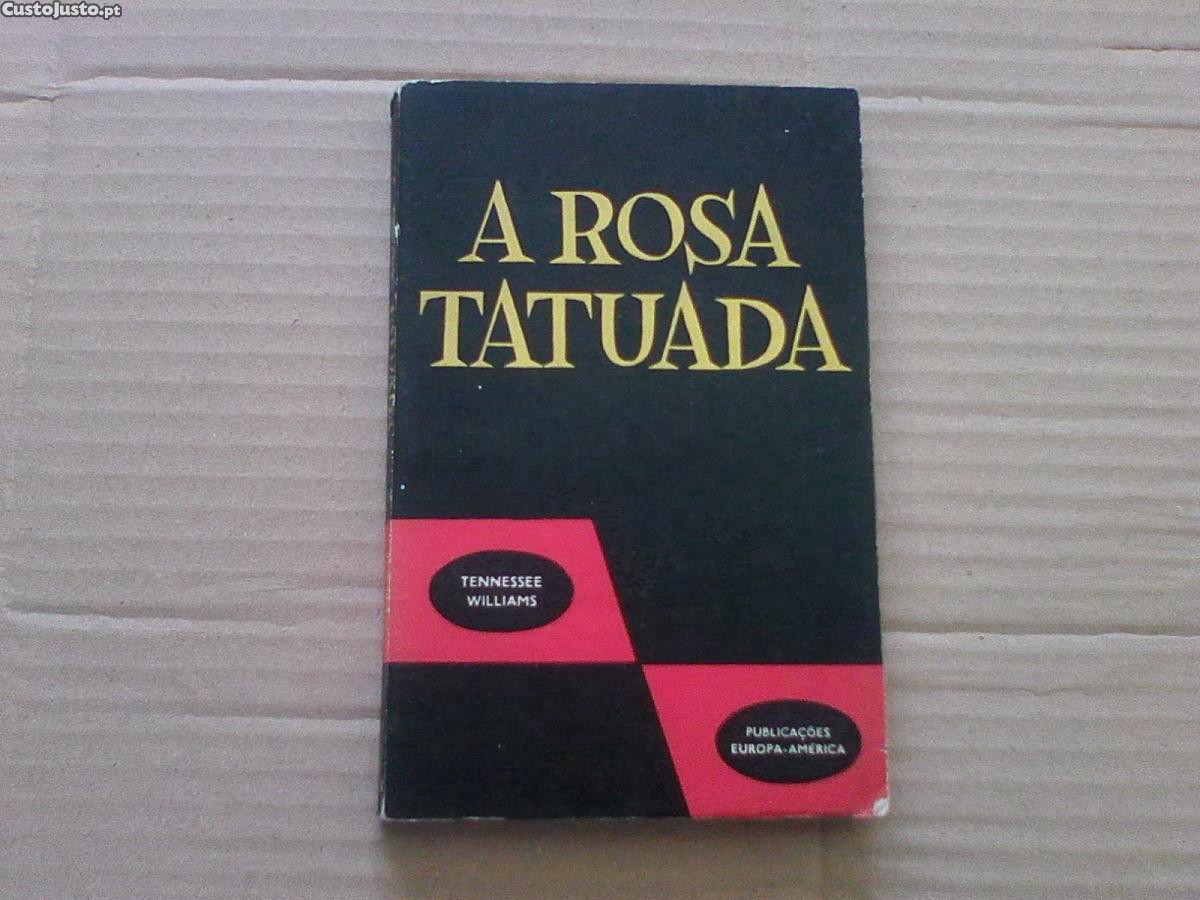 CustoJusto.pt
A ROSA
TATUADA
TENNESSEE
WILLIAMS
PUBLICAÇÕES
EUROPA-AMÉRICA